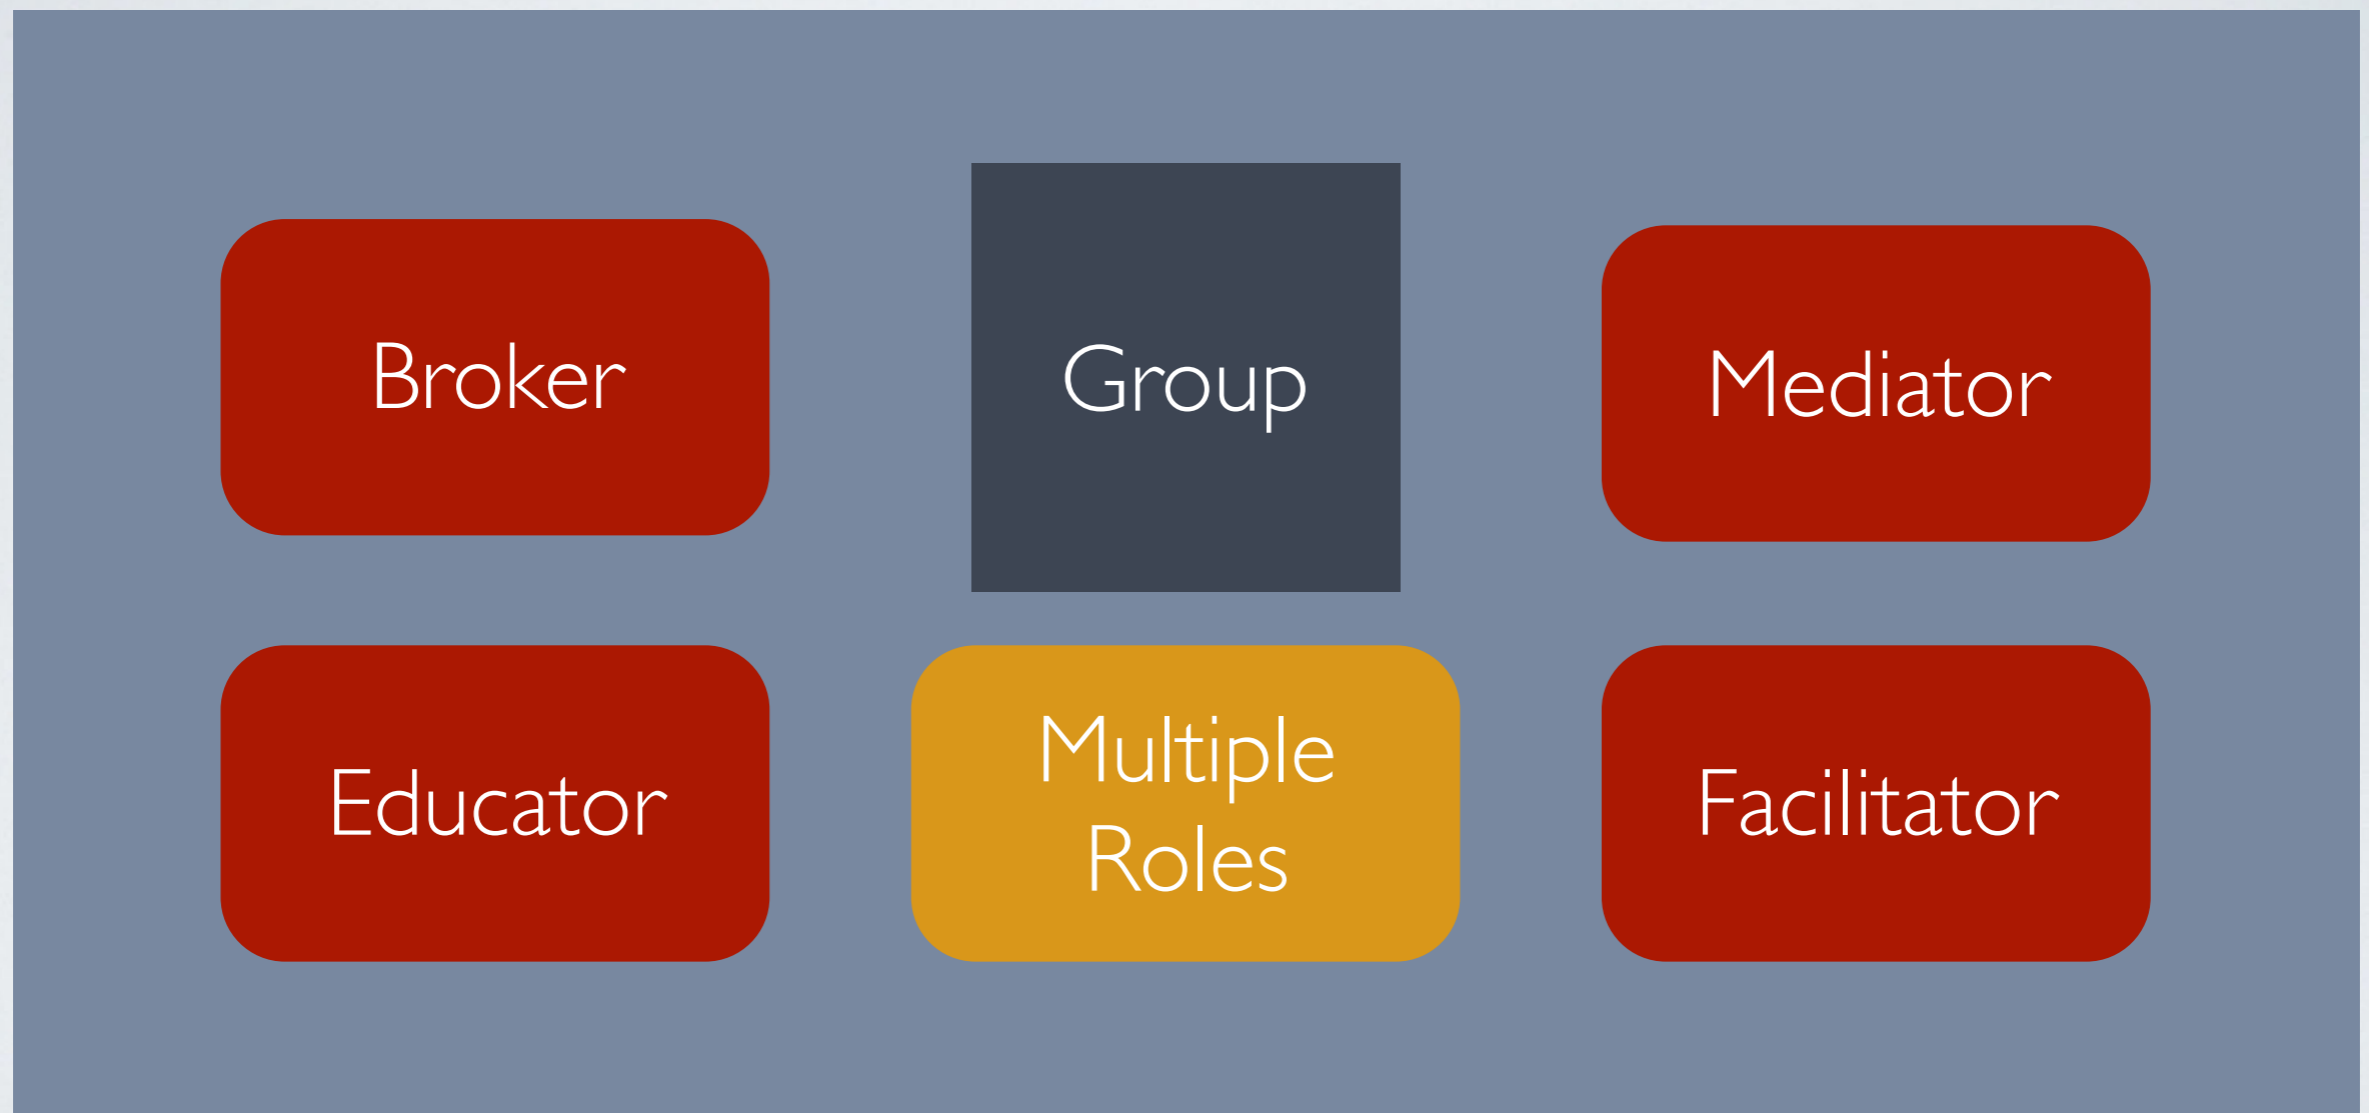 Broker
Group
Mediator
Educator
Multiple
Roles
Facilitator